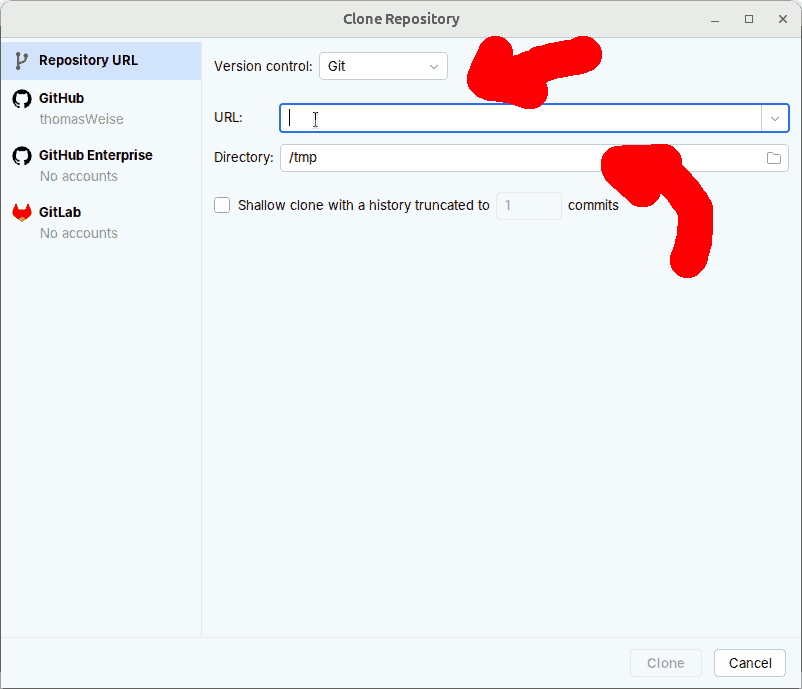 Clone Repository
Repository URL
GitHub
thomasWeise
GitHub Enterprise
No accounts
GitLab
No accounts
Version control: Git
URL:
Directory: /tmp
Shallow clone with a history truncated to 1 commits
Clone Cancel